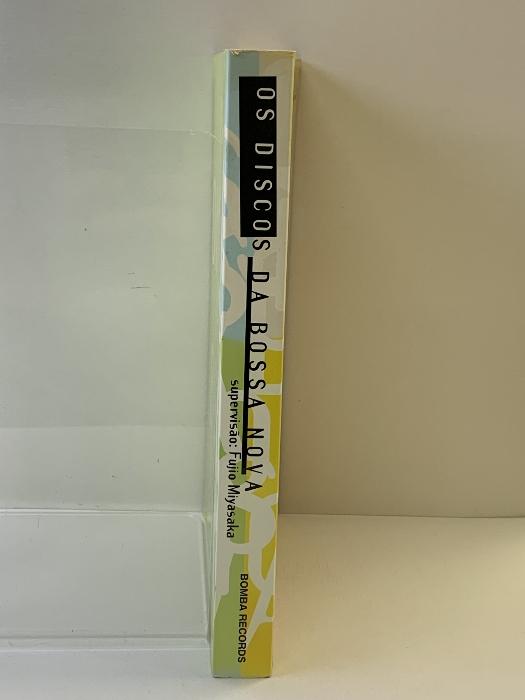 OS DISCOS DA BOSSA NOVA
supervisão: Fujio Miyasaka
BOMBA RECORDS